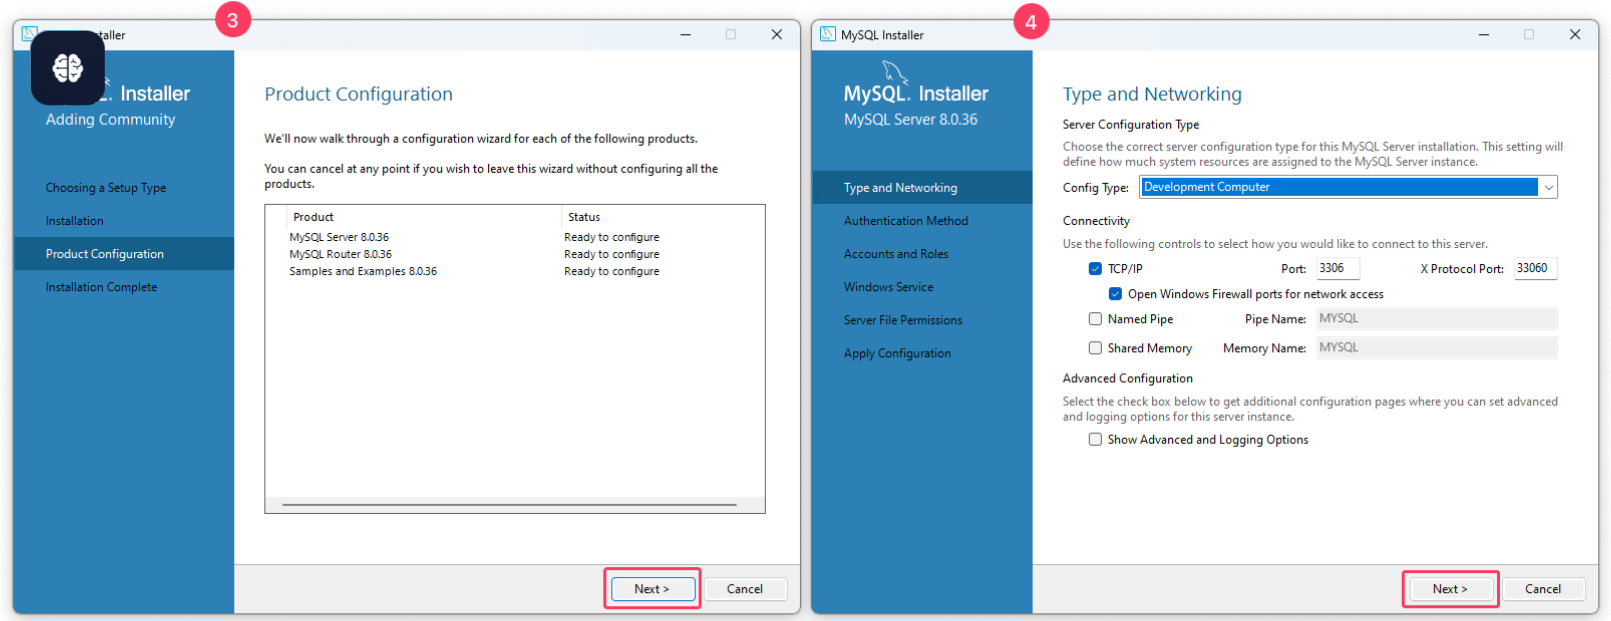 3
taller
Installer
Adding Community
Choosing a Setup Type
Installation
Product Configuration
Installation Complete
Product Configuration
We'll now walk through a configuration wizard for each of the following products.
You can cancel at any point if you wish to leave this wizard without configuring all the
products.
Product Status
MySQL Server 8.0.36 Ready to configure
MySQL Router 8.0.36 Ready to configure
Samples and Examples 8.0.36 Ready to configure
Next > Cancel
4
MySQL Installer
MySQL. Installer
MySQL Server 8.0.36
Type and Networking
Authentication Method
Accounts and Roles
Windows Service
Server File Permissions
Apply Configuration
Type and Networking
Server Configuration Type
Choose the correct server configuration type for this MySQL Server installation. This setting will
define how much system resources are assigned to the MySQL Server instance.
Config Type: Development Computer
Connectivity
Use the following controls to select how you would like to connect to this server.
TCP/IP Port: 3306 X Protocol Port: 33060
Open Windows Firewall ports for network access
Named Pipe Pipe Name: MYSQL
Shared Memory Memory Name: MYSQL
Advanced Configuration
Select the check box below to get additional configuration pages where you can set advanced
and logging options for this server instance.
Show Advanced and Logging Options
Next > Cancel